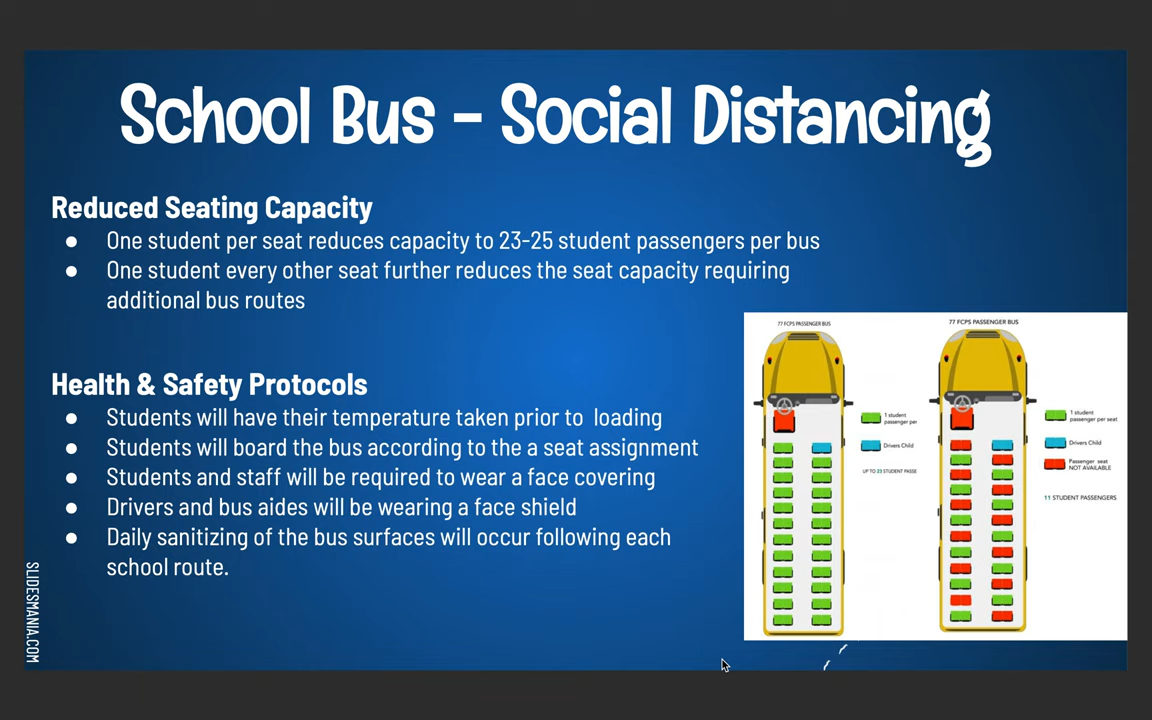 School Bus - Social Distancing
Reduced Seating Capacity
● One student per seat reduces capacity to 23-25 student passengers per bus
● One student every other seat further reduces the seat capacity requiring
additional bus routes
Health & Safety Protocols
● Students will have their temperature taken prior to loading
● Students will board the bus according to the a seat assignment
● Students and staff will be required to wear a face covering
● Drivers and bus aides will be wearing a face shield
● Daily sanitizing of the bus surfaces will occur following each
school route.
SLIDESMANIA.COM
77 FCPS PASSENGER BUS
1 student
passenger per
Drivers Child
UP TO 23 STUDENT PASSE
77 FCPS PASSENGER BUS
1 student
passenger per seat
Drivers Child
Passenger seat
NOT AVAILABLE
11 STUDENT PASSENGERS